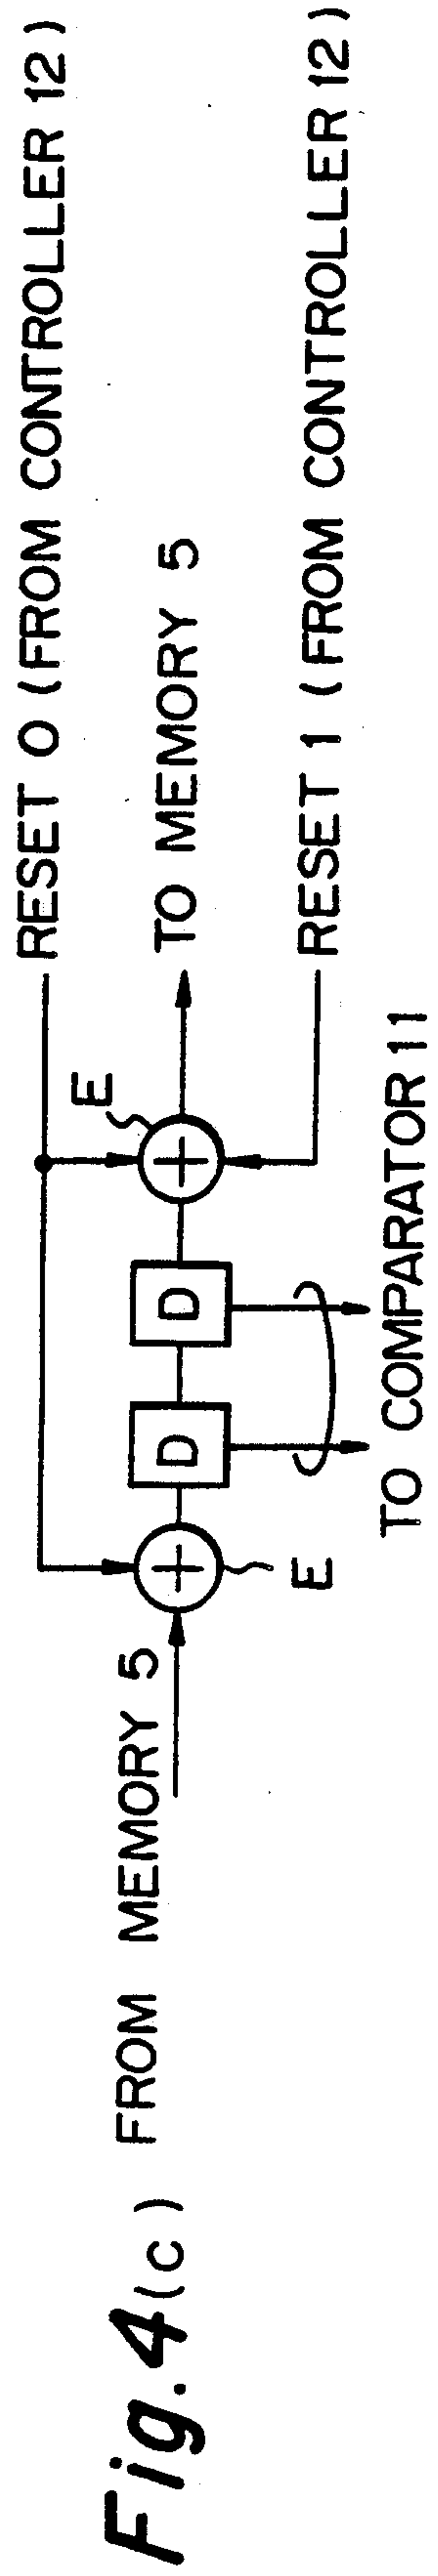 Fig. 4(c)
FROM MEMORY 5
RESET 0 (FROM CONTROLLER 12)
E
D
D
TO MEMORY 5
E
RESET 1 (FROM CONTROLLER 12)
TO COMPARATOR 11